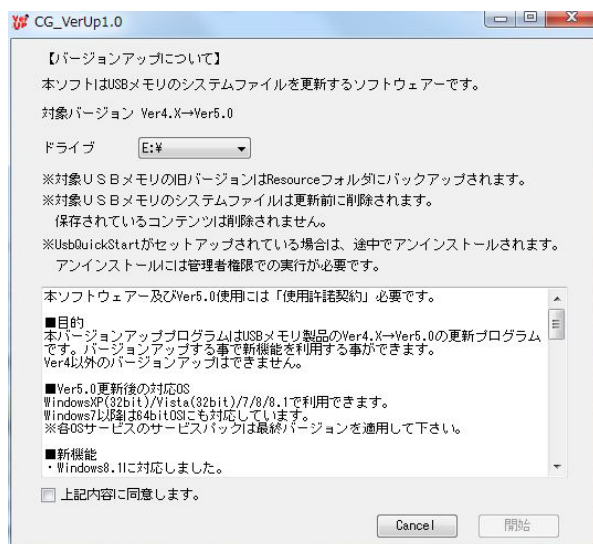 CG_VerUp1.0
【バージョンアップについて】
本ソフトはUSBメモリのシステムファイルを更新するソフトウェアーです。
対象バージョン Ver4.X→Ver5.0
ドライブ E:¥
※対象ＵＳＢメモリの旧バージョンはResourceフォルダにバックアップされます。
※対象ＵＳＢメモリのシステムファイルは更新前に削除されます。
保存されているコンテンツは削除されません。
※UsbQuickStartがセットアップされている場合は、途中でアンインストールされます。
アンインストールには管理者権限での実行が必要です。
本ソフトウェアー及びVer5.0使用には「使用許諾契約」必要です。
■目的
本バージョンアッププログラムはUSBメモリ製品のVer4.X→Ver5.0の更新プログラム
です。バージョンアップする事で新機能を利用する事ができます。
Ver4以外のバージョンアップはできません。
■Ver5.0更新後の対応OS
WindowsXP(32bit)/Vista(32bit)/7/8/8.1で利用できます。
Windows7以降は64bitOSにも対応しています。
※各OSサービスのサービスパックは最終バージョンを適用して下さい。
■新機能
・Windows8.1に対応しました。
上記内容に同意します。
Cancel 開始